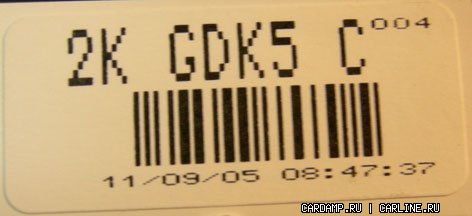 2K GDK5 C004
11/09/05 08:47:37
CARDAMP.RU | CARLINE.RU